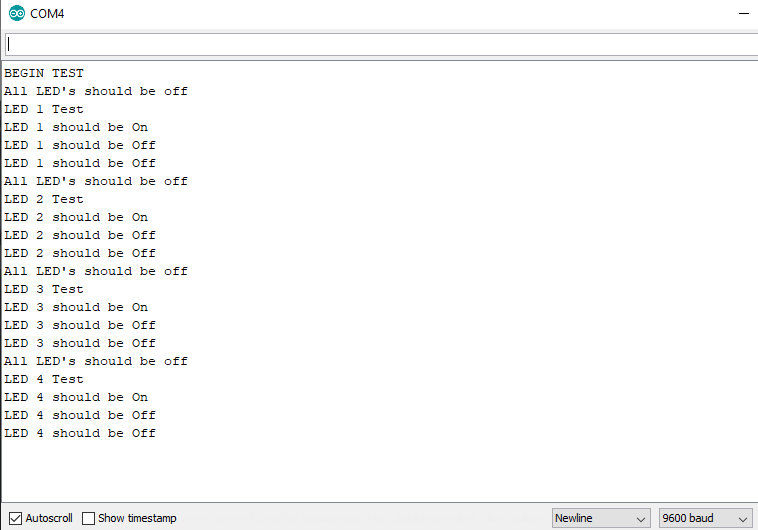 COM4
BEGIN TEST
All LED's should be off
LED 1 Test
LED 1 should be On
LED 1 should be Off
LED 1 should be Off
All LED's should be off
LED 2 Test
LED 2 should be On
LED 2 should be Off
LED 2 should be Off
All LED's should be off
LED 3 Test
LED 3 should be On
LED 3 should be Off
LED 3 should be Off
All LED's should be off
LED 4 Test
LED 4 should be On
LED 4 should be Off
LED 4 should be Off
Autoscroll Show timestamp Newline 9600 baud